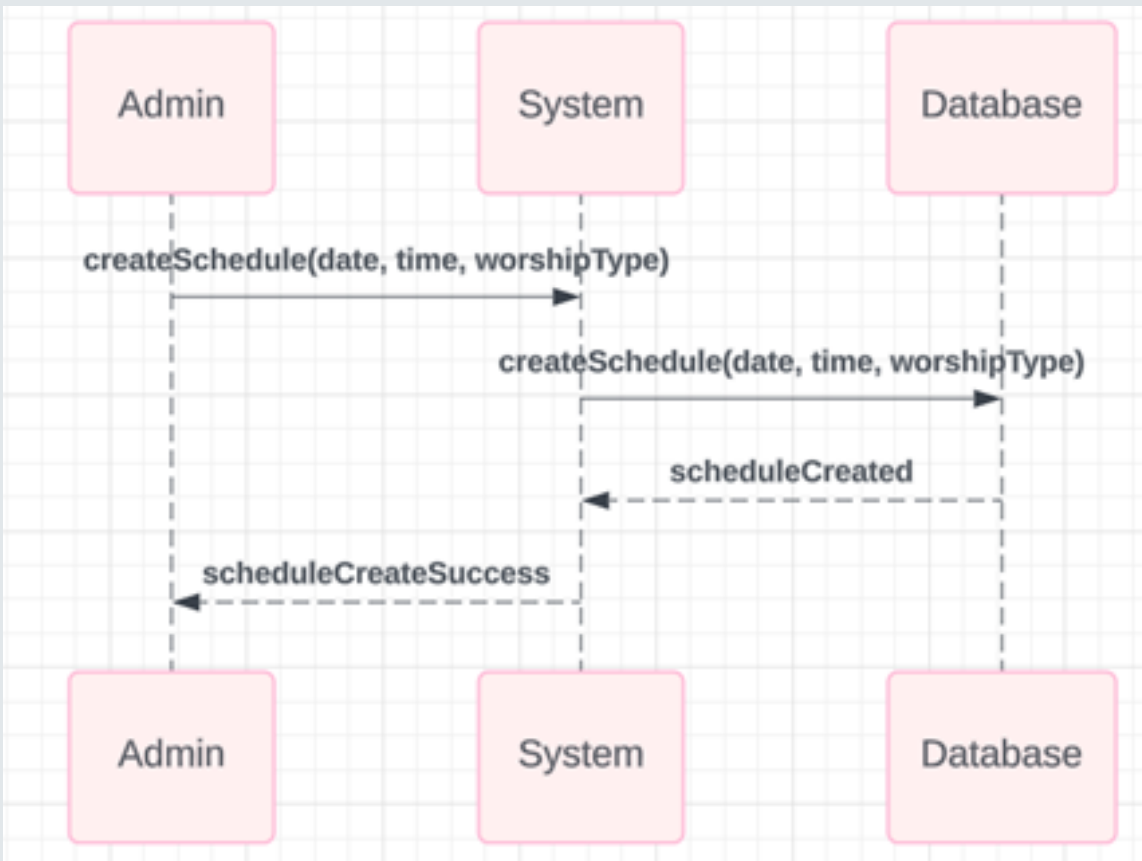 Admin
System
Database
createSchedule(date, time, worshipType)
createSchedule(date, time, worshipType)
scheduleCreated
scheduleCreateSuccess
Admin
System
Database